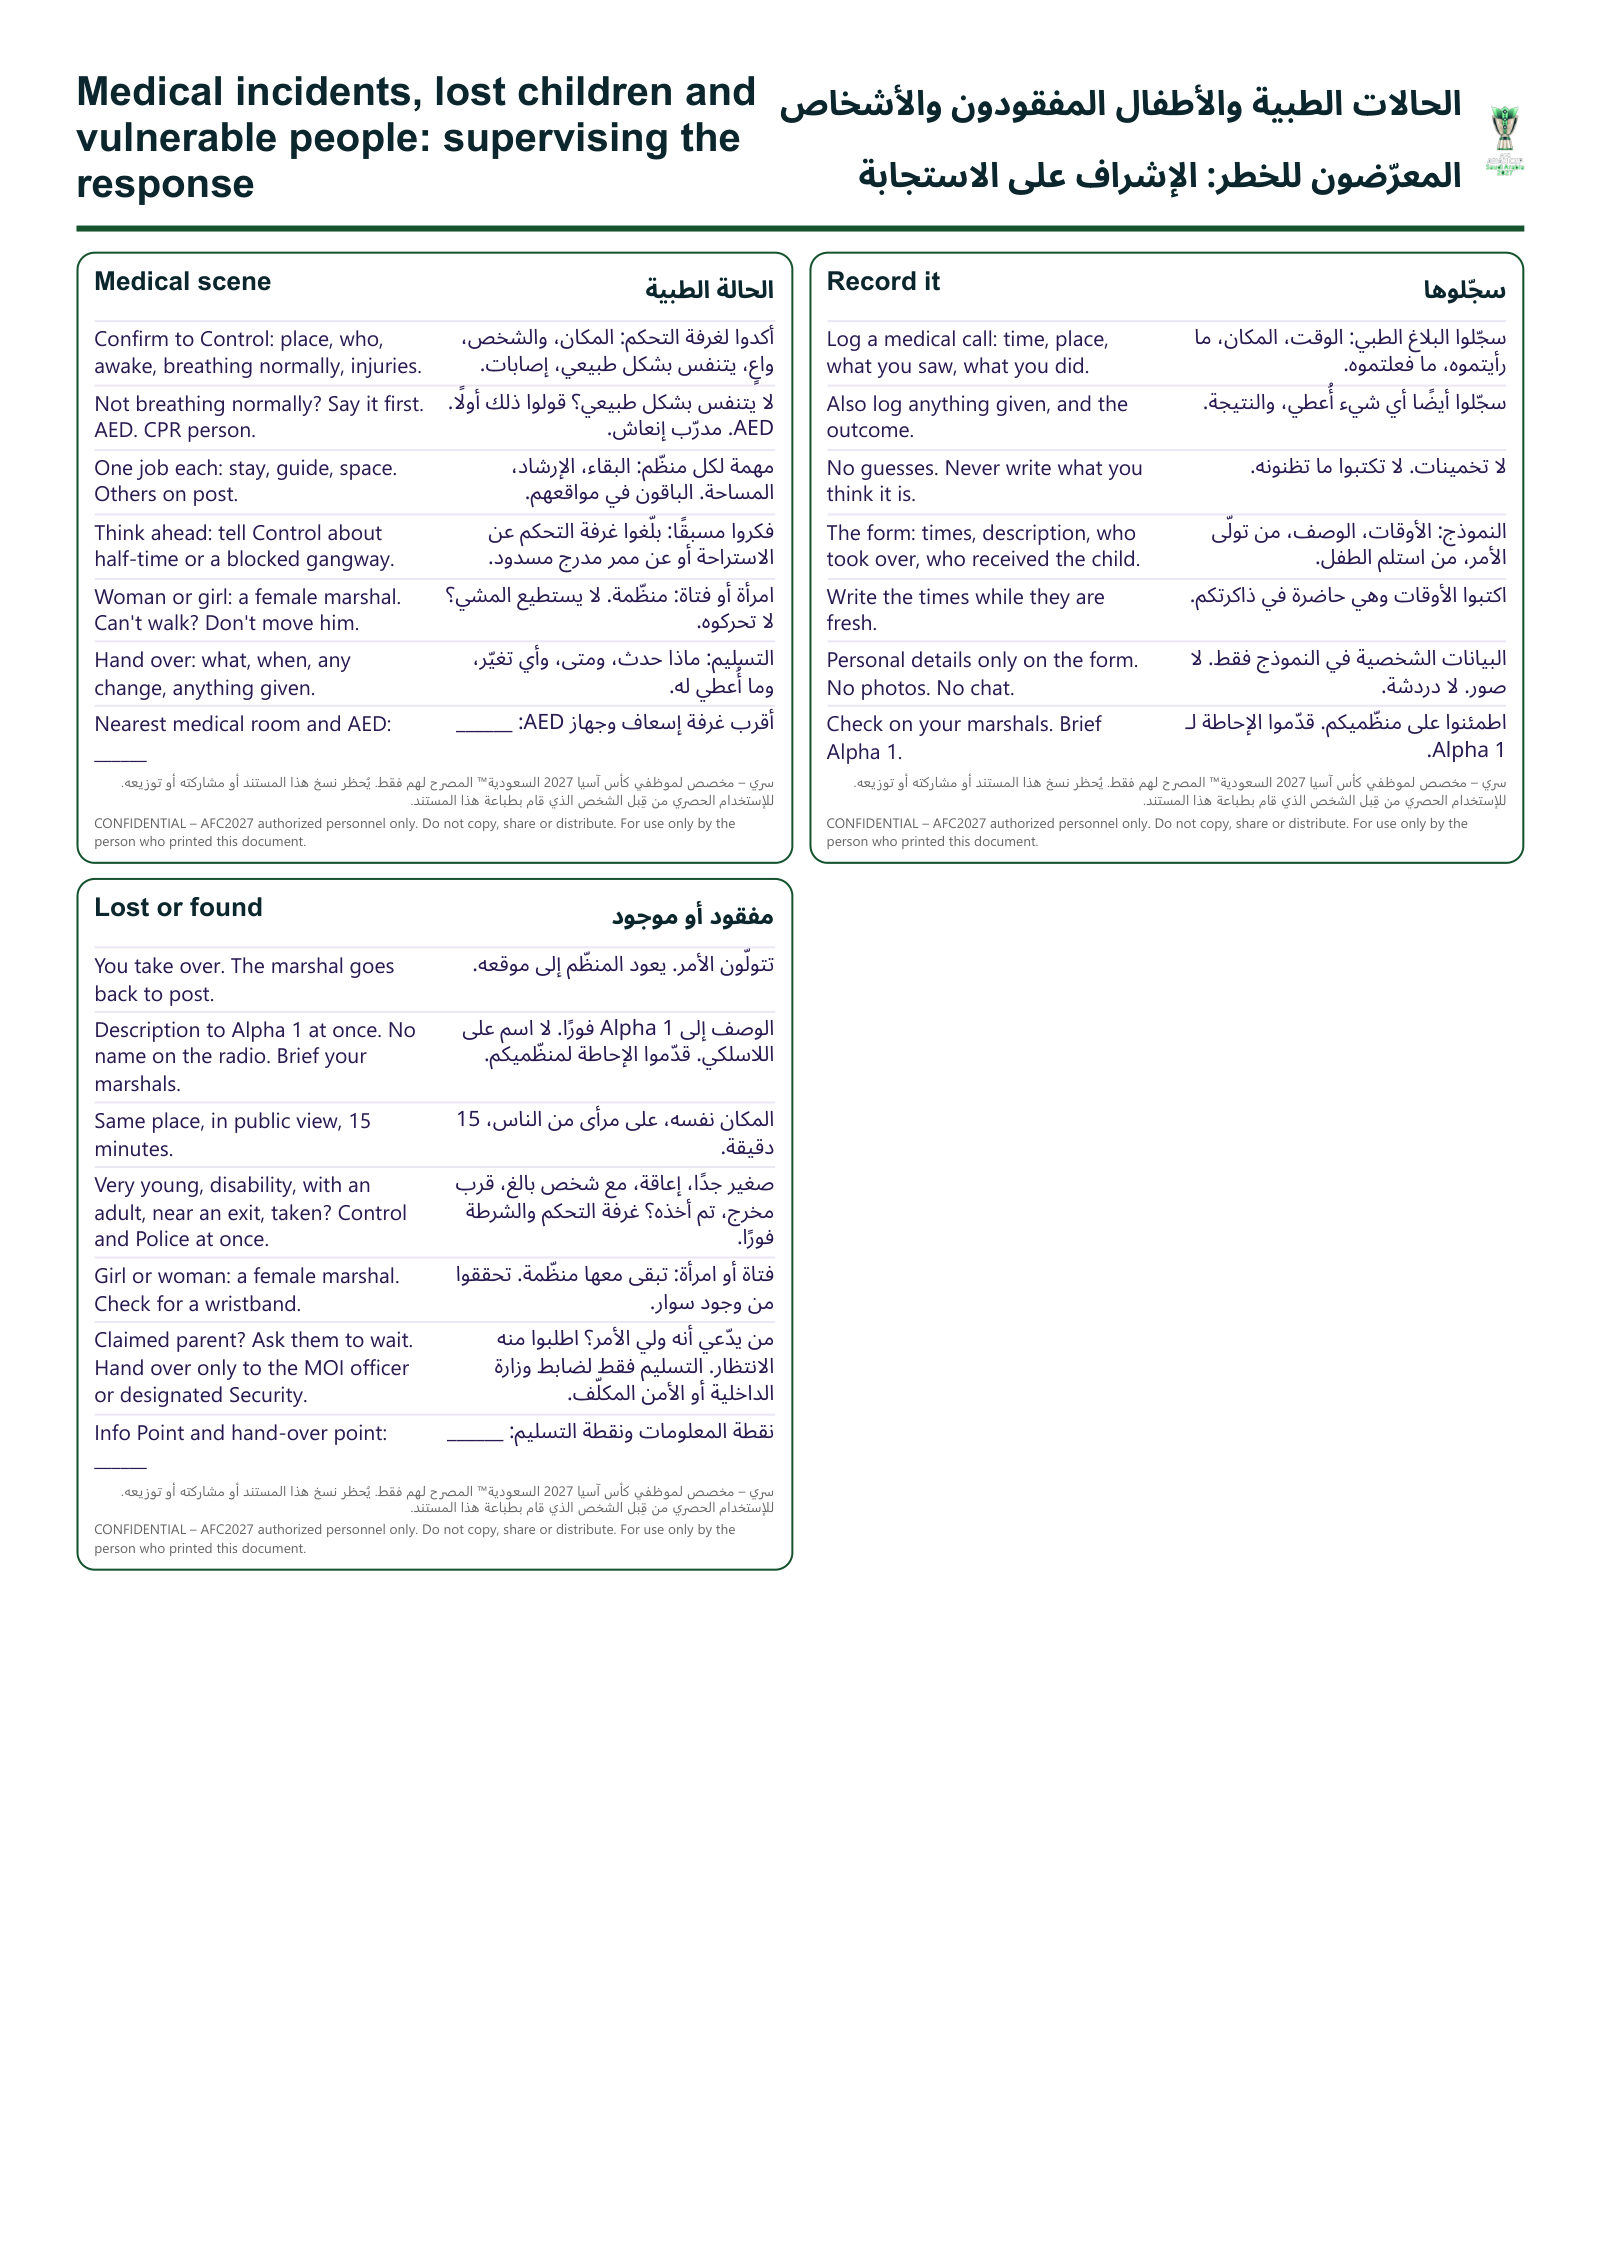 Medical incidents, lost children and
vulnerable people: supervising the
response
الحالات الطبية والأطفال المفقودون والأشخاص
المعرّضون للخطر: الإشراف على الاستجابة
Saudi Arabia
2027
Medical scene
الحالة الطبية
Confirm to Control: place, who,
awake, breathing normally, injuries.
أكدوا لغرفة التحكم: المكان، والشخص،
واعٍ، يتنفس بشكل طبيعي، إصابات.
Not breathing normally? Say it first.
AED. CPR person.
لا يتنفس بشكل طبيعي؟ قولوا ذلك أولًا.
AED. مدرّب إنعاش.
One job each: stay, guide, space.
Others on post.
مهمة لكل منظّم: البقاء، الإرشاد،
المساحة. الباقون في مواقعهم.
Think ahead: tell Control about
half-time or a blocked gangway.
فكروا مسبقًا: بلّغوا غرفة التحكم عن
الاستراحة أو عن ممر مدرج مسدود.
Woman or girl: a female marshal.
Can't walk? Don't move him.
امرأة أو فتاة: منظّمة. لا يستطيع المشي؟
لا تحركوه.
Hand over: what, when, any
change, anything given.
التسليم: ماذا حدث، ومتى، وأي تغيّر،
وما أُعطي له.
Nearest medical room and AED:
______
أقرب غرفة إسعاف وجهاز AED: ______
سري – مخصص لموظفي كأس آسيا 2027 السعودية™ المصرح لهم فقط. يُحظر نسخ هذا المستند أو مشاركته أو توزيعه.
للإستخدام الحصري من قِبل الشخص الذي قام بطباعة هذا المستند.
CONFIDENTIAL – AFC2027 authorized personnel only. Do not copy, share or distribute. For use only by the
person who printed this document.
Record it
سجّلوها
Log a medical call: time, place,
what you saw, what you did.
سجّلوا البلاغ الطبي: الوقت، المكان، ما
رأيتموه، ما فعلتموه.
Also log anything given, and the
outcome.
سجّلوا أيضًا أي شيء أُعطي، والنتيجة.
No guesses. Never write what you
think it is.
لا تخمينات. لا تكتبوا ما تظنونه.
The form: times, description, who
took over, who received the child.
النموذج: الأوقات، الوصف، من تولّى
الأمر، من استلم الطفل.
Write the times while they are
fresh.
اكتبوا الأوقات وهي حاضرة في ذاكرتكم.
Personal details only on the form.
No photos. No chat.
البيانات الشخصية في النموذج فقط. لا
صور. لا دردشة.
Check on your marshals. Brief
Alpha 1.
اطمئنوا على منظّميكم. قدّموا الإحاطة لـ
Alpha 1.
سري – مخصص لموظفي كأس آسيا 2027 السعودية™ المصرح لهم فقط. يُحظر نسخ هذا المستند أو مشاركته أو توزيعه.
للإستخدام الحصري من قِبل الشخص الذي قام بطباعة هذا المستند.
CONFIDENTIAL – AFC2027 authorized personnel only. Do not copy, share or distribute. For use only by the
person who printed this document.
Lost or found
مفقود أو موجود
You take over. The marshal goes
back to post.
تتولّون الأمر. يعود المنظّم إلى موقعه.
Description to Alpha 1 at once. No
name on the radio. Brief your
marshals.
الوصف إلى Alpha 1 فورًا. لا اسم على
اللاسلكي. قدّموا الإحاطة لمنظّميكم.
Same place, in public view, 15
minutes.
المكان نفسه، على مرأى من الناس، 15
دقيقة.
Very young, disability, with an
adult, near an exit, taken? Control
and Police at once.
صغير جدًا، إعاقة، مع شخص بالغ، قرب
مخرج، تم أخذه؟ غرفة التحكم والشرطة
فورًا.
Girl or woman: a female marshal.
Check for a wristband.
فتاة أو امرأة: تبقى معها منظّمة. تحققوا
من وجود سوار.
Claimed parent? Ask them to wait.
Hand over only to the MOI officer
or designated Security.
من يدّعي أنه ولي الأمر؟ اطلبوا منه
الانتظار. التسليم فقط لضابط وزارة
الداخلية أو الأمن المكلّف.
Info Point and hand-over point:
______
نقطة المعلومات ونقطة التسليم: ______
سري – مخصص لموظفي كأس آسيا 2027 السعودية™ المصرح لهم فقط. يُحظر نسخ هذا المستند أو مشاركته أو توزيعه.
للإستخدام الحصري من قِبل الشخص الذي قام بطباعة هذا المستند.
CONFIDENTIAL – AFC2027 authorized personnel only. Do not copy, share or distribute. For use only by the
person who printed this document.